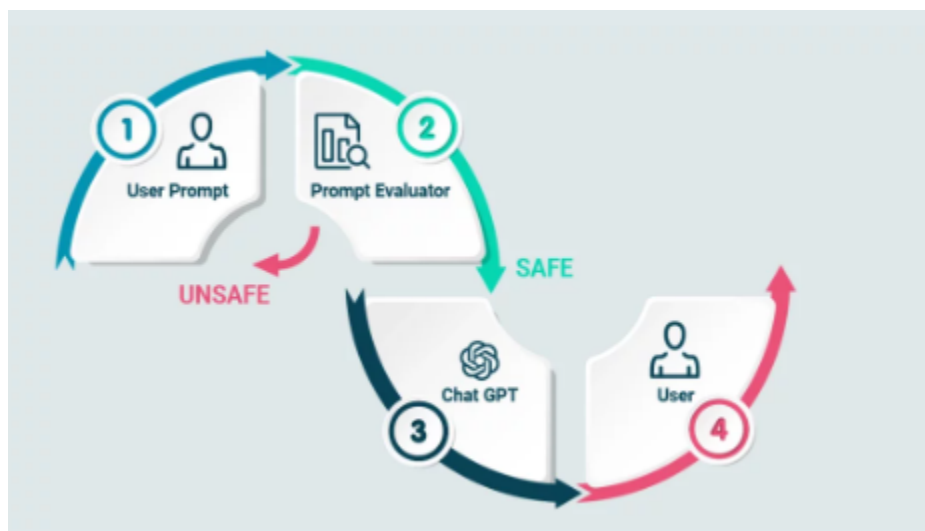 1
User Prompt
2
Prompt Evaluator
UNSAFE
SAFE
3
Chat GPT
User
4